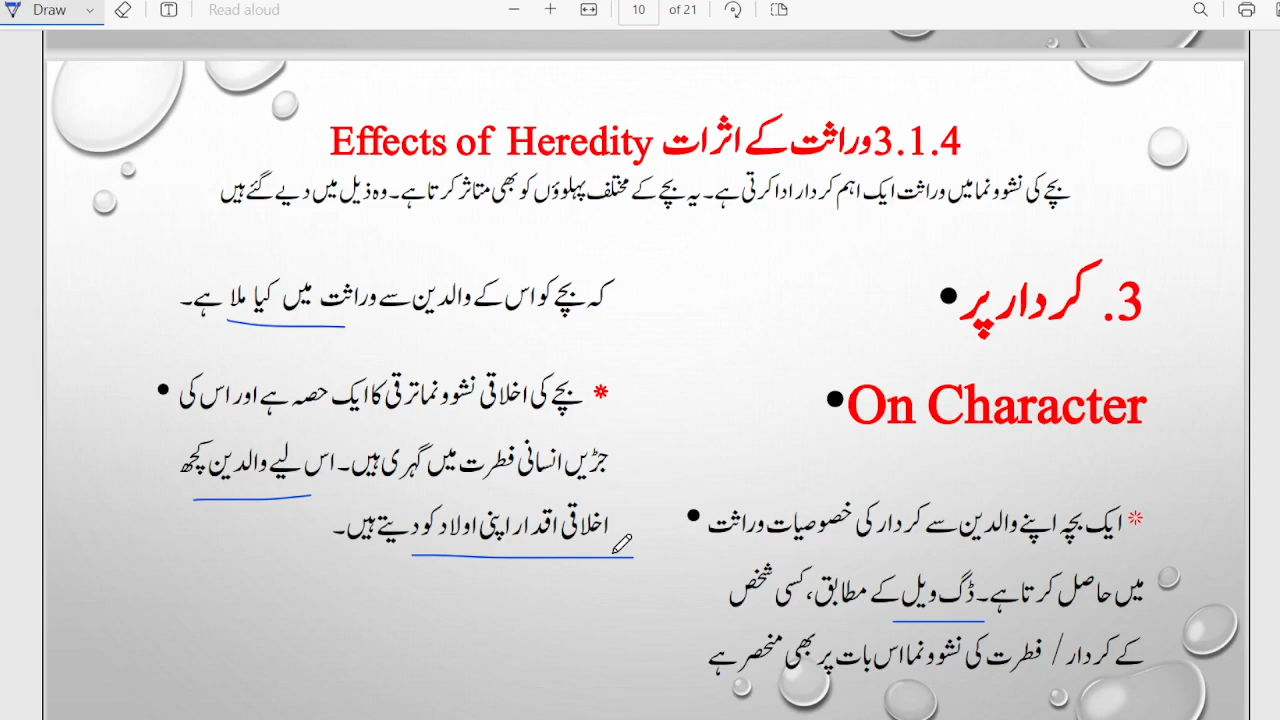 Draw
Read aloud
10 of 21
3.1.4 وراثت کے اثرات Effects of Heredity
بچے کی نشوونما میں وراثت ایک اہم کردار ادا کرتی ہے۔ یہ بچے کے مختلف پہلوؤں کو بھی متاثر کرتا ہے۔ وہ ذیل میں دیے گئے ہیں
3. کردار پر •
On Character •
* ایک بچہ اپنے والدین سے کردار کی خصوصیات وراثت •
میں حاصل کرتا ہے۔ ڈگ ویل کے مطابق، کسی شخص
کے کردار / فطرت کی نشوونما اس بات پر بھی منحصر ہے
کہ بچے کو اس کے والدین سے وراثت میں کیا ملا ہے۔
* بچے کی اخلاقی نشوونما ترقی کا ایک حصہ ہے اور اس کی •
جڑیں انسانی فطرت میں گہری ہیں۔ اس لیے والدین کچھ
اخلاقی اقدار اپنی اولاد کو دیتے ہیں۔